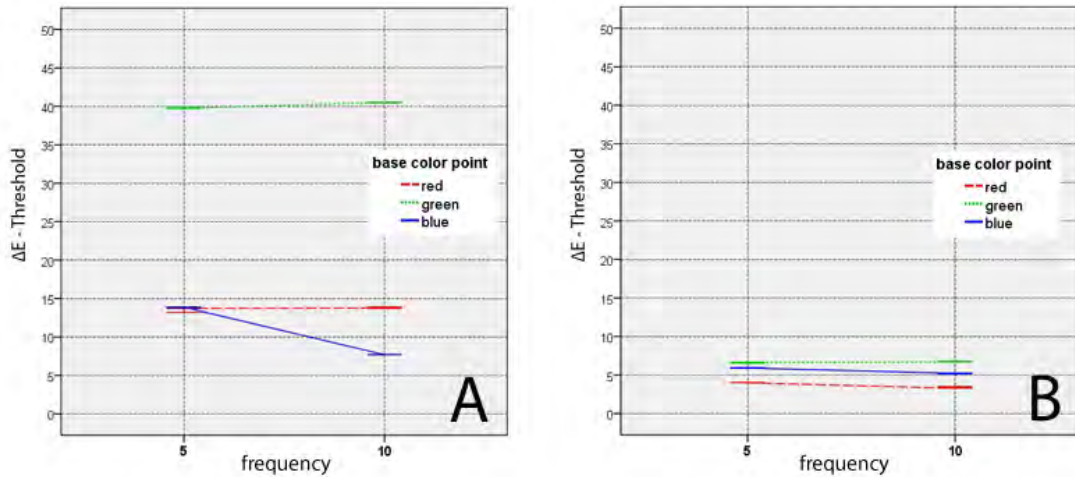 50
45
40
35
30
25
20
15
10
5
0
ΔE - Threshold
base color point
red
green
blue
5
10
frequency
A
50
45
40
35
30
25
20
15
10
5
0
ΔE - Threshold
base color point
red
green
blue
5
10
frequency
B